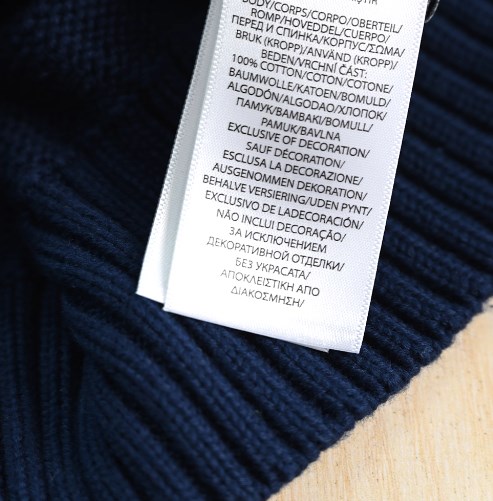 BODY/CORPS/CORPO/OBERTEIL/
ROMP/HOVEDDEL/CUERPO/
ПЕРЕД И СПИНКА/КОРПУС/ΣΩΜΑ/
BRUK (KROPP)/ANVÄND (KROPP)/
BEDEN/VRCHNÍ ČÁST:
100% COTTON/COTON/COTONE/
BAUMWOLLE/KATOEN/BOMULD/
ALGODÓN/ALGODAO/ХЛОПОК/
ПАМУК/ΒΑΜΒΑΚΙ/BOMULL/
PAMUK/BAVLNA
EXCLUSIVE OF DECORATION/
SAUF DÉCORATION/
ESCLUSA LA DECORAZIONE/
AUSGENOMMEN DEKORATION/
BEHALVE VERSIERING/UDEN PYNT/
EXCLUSIVO DE LADECORACIÓN/
NÃO INCLUI DECORAÇÃO/
ЗА ИСКЛЮЧЕНИЕМ
ДЕКОРАТИВНОЙ ОТДЕЛКИ/
БЕЗ УКРАСАТА/
ΑΠΟΚΛΕΙΣΤΙΚΗ ΑΠΟ
ΔΙΑΚΟΣΜΗΣΗ/